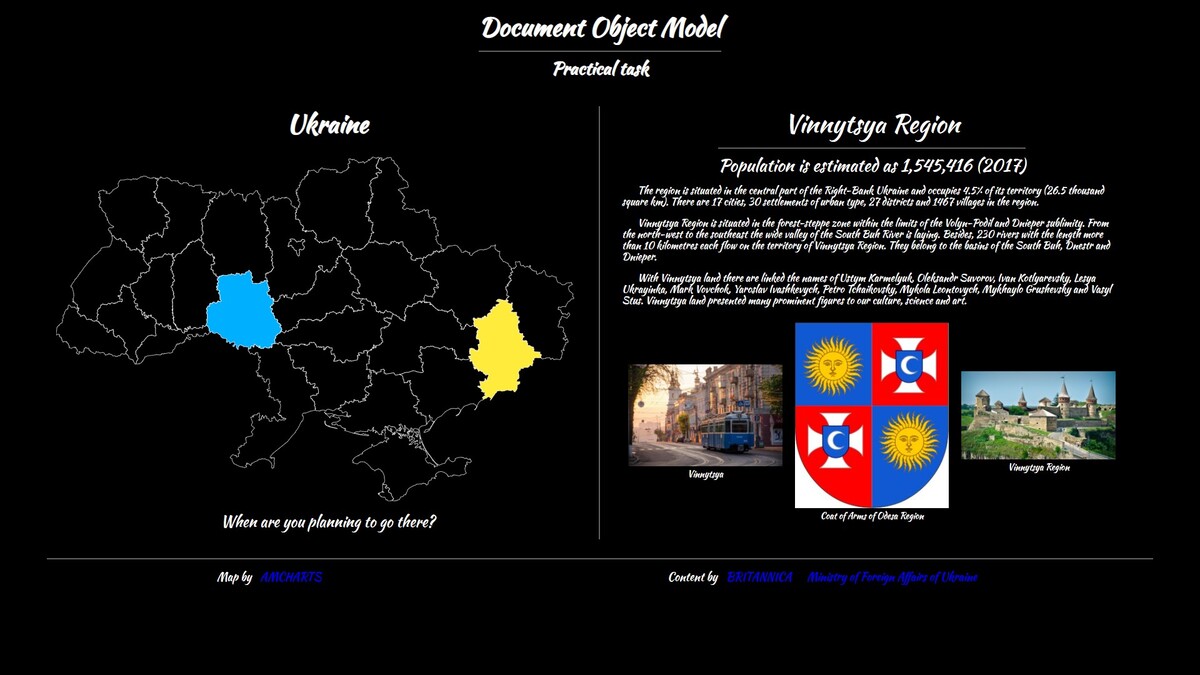 Document Object Model
Practical task
Ukraine
When are you planning to go there?
Vinnytsya Region
Population is estimated as 1,545,416 (2017)
The region is situated in the central part of the Right-Bank Ukraine and occupies 4.5% of its territory (26.5 thousand
square km). There are 17 cities, 30 settlements of urban type, 27 districts and 1467 villages in the region.
Vinnytsya Region is situated in the forest-steppe zone within the limits of the Volyn-Podil and Dnieper sublimity. From
the north-west to the southeast the wide valley of the South Buh River is laying. Besides, 230 rivers with the length more
than 10 kilometres each flow on the territory of Vinnytsya Region. They belong to the basins of the South Buh, Dnestr and
Dnieper.
With Vinnytsya land there are linked the names of Ustym Karmelyuk, Oleksandr Suvorov, Ivan Kotlyarevsky, Lesya
Ukrayinka, Mark Vovchok, Yaroslav Ivashkevych, Petro Tchaikovsky, Mykola Leontovych, Mykhaylo Grushevsky and Vasyl
Stus. Vinnytsya land presented many prominent figures to our culture, science and art.
Vinnytsya
Coat of Arms of Odesa Region
Vinnytsya Region
Map by AMCHARTS
Content by BRITANNICA Ministry of Foreign Affairs of Ukraine